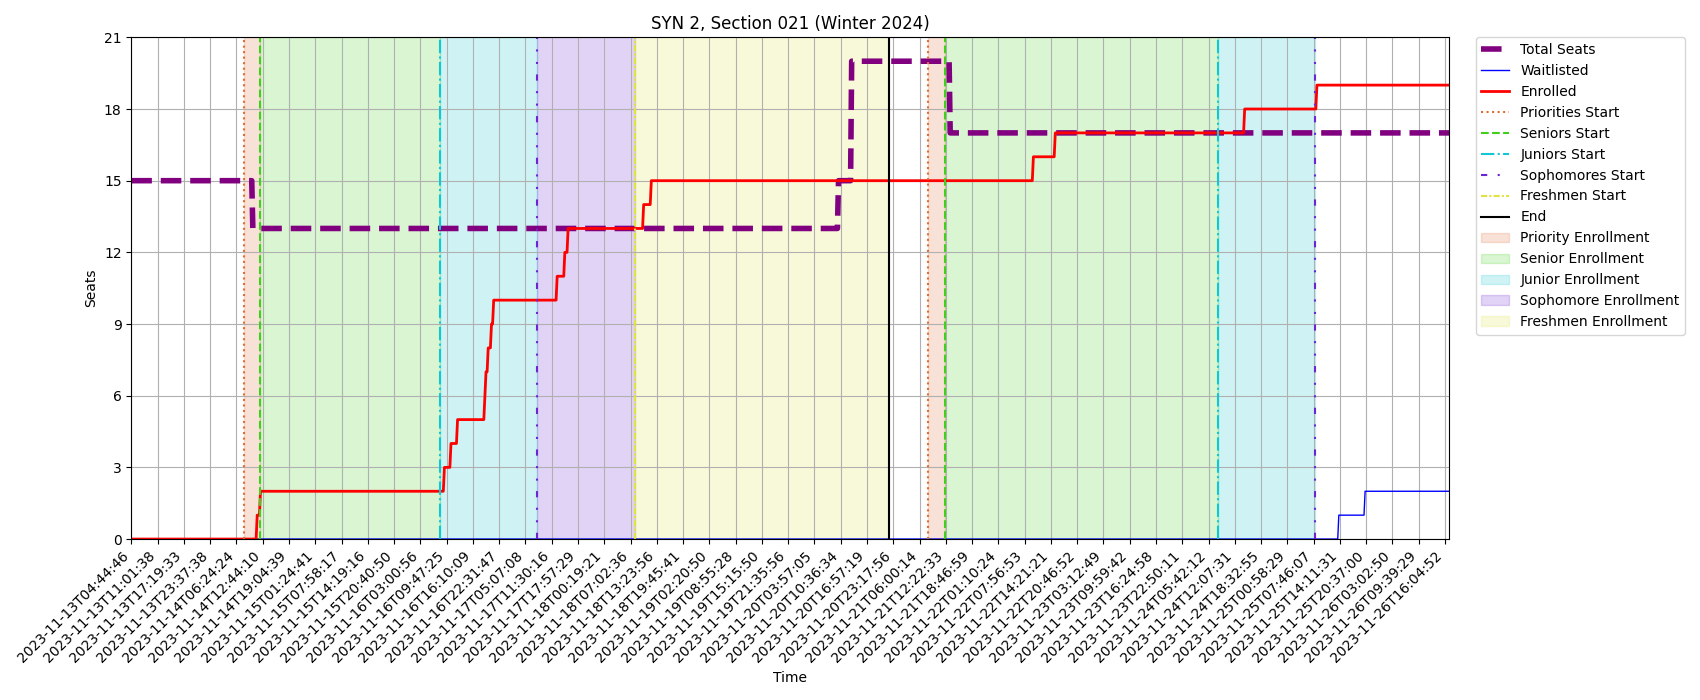 SYN 2, Section 021 (Winter 2024)
21
18
15
12
9
6
3
0
Seats
2023-11-13T04:44:46
2023-11-13T11:01:38
2023-11-13T17:19:33
2023-11-13T23:37:38
2023-11-14T06:24:24
2023-11-14T12:44:10
2023-11-14T19:04:39
2023-11-15T01:24:41
2023-11-15T07:58:17
2023-11-15T14:19:16
2023-11-15T20:40:50
2023-11-16T03:00:56
2023-11-16T09:47:25
2023-11-16T16:10:09
2023-11-16T22:31:47
2023-11-17T05:07:08
2023-11-17T11:30:16
2023-11-17T17:57:29
2023-11-18T00:19:21
2023-11-18T07:02:36
2023-11-18T13:23:56
2023-11-18T19:45:41
2023-11-19T02:20:50
2023-11-19T08:55:28
2023-11-19T15:15:50
2023-11-19T21:35:56
2023-11-20T03:57:05
2023-11-20T10:36:34
2023-11-20T16:57:19
2023-11-20T23:17:56
2023-11-21T06:00:14
2023-11-21T12:22:33
2023-11-21T18:46:59
2023-11-22T01:10:24
2023-11-22T07:56:53
2023-11-22T14:21:21
2023-11-22T20:46:52
2023-11-23T03:12:49
2023-11-23T09:59:42
2023-11-23T16:24:58
2023-11-23T22:50:11
2023-11-24T05:42:12
2023-11-24T12:07:31
2023-11-24T18:32:55
2023-11-25T00:58:29
2023-11-25T07:46:07
2023-11-25T14:11:31
2023-11-25T20:37:00
2023-11-26T03:02:50
2023-11-26T09:39:29
2023-11-26T16:04:52
Time
Total Seats
Waitlisted
Enrolled
Priorities Start
Seniors Start
Juniors Start
Sophomores Start
Freshmen Start
End
Priority Enrollment
Senior Enrollment
Junior Enrollment
Sophomore Enrollment
Freshmen Enrollment